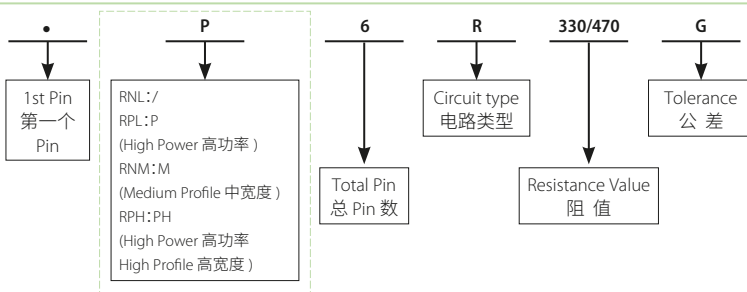 • P 6 R 330/470 G
1st Pin
第一个
Pin
RNL:/
RPL:P
(High Power 高功率 )
RNM:M
(Medium Profile 中宽度 )
RPH:PH
(High Power 高功率
High Profile 高宽度 )
Total Pin
总 Pin 数
Circuit type
电路类型
Resistance Value
阻 值
Tolerance
公 差